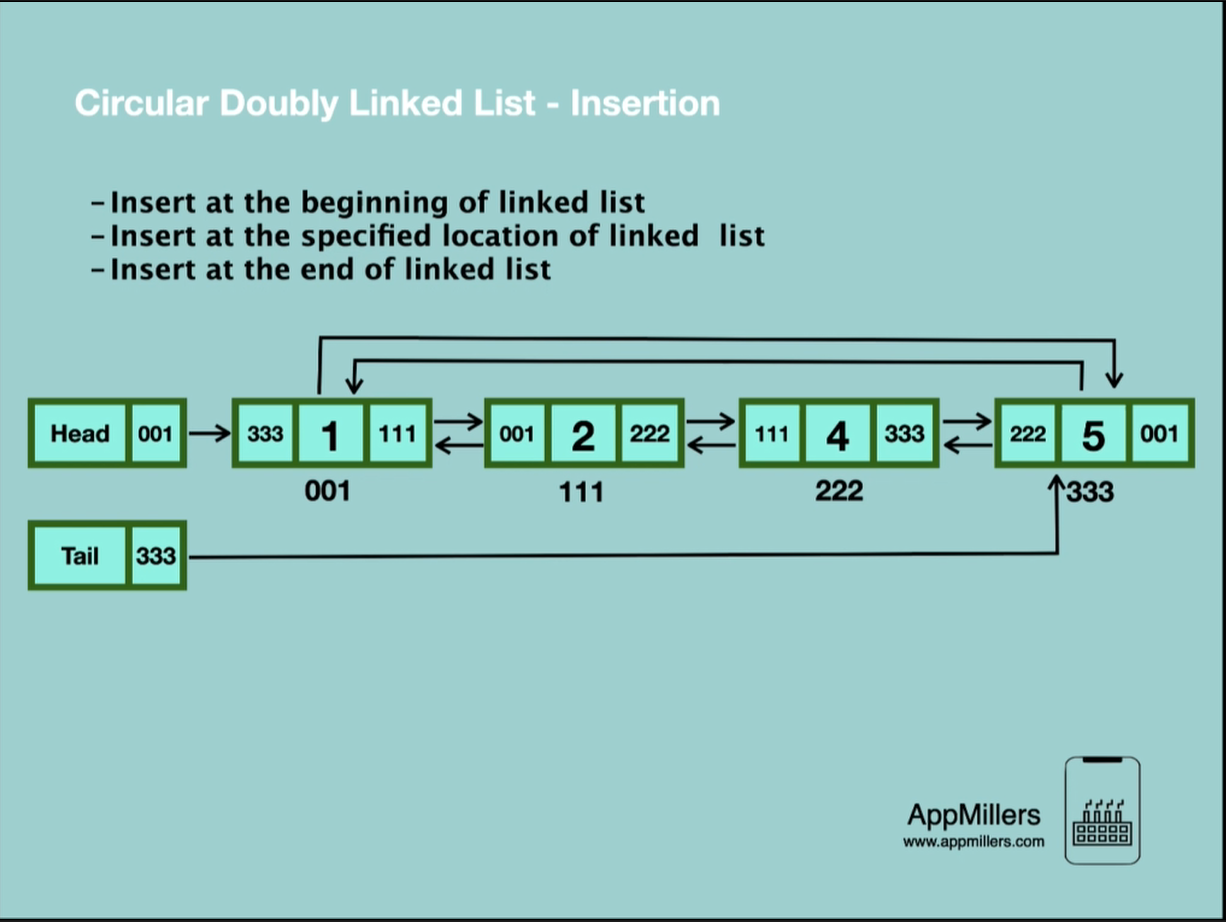 Circular Doubly Linked List - Insertion
– Insert at the beginning of linked list
– Insert at the specified location of linked  list
– Insert at the end of linked list
Head 001 333 1 111 001 2 222 111 4 333 222 5 001
001 111 222 333
Tail 333
AppMillers
www.appmillers.com